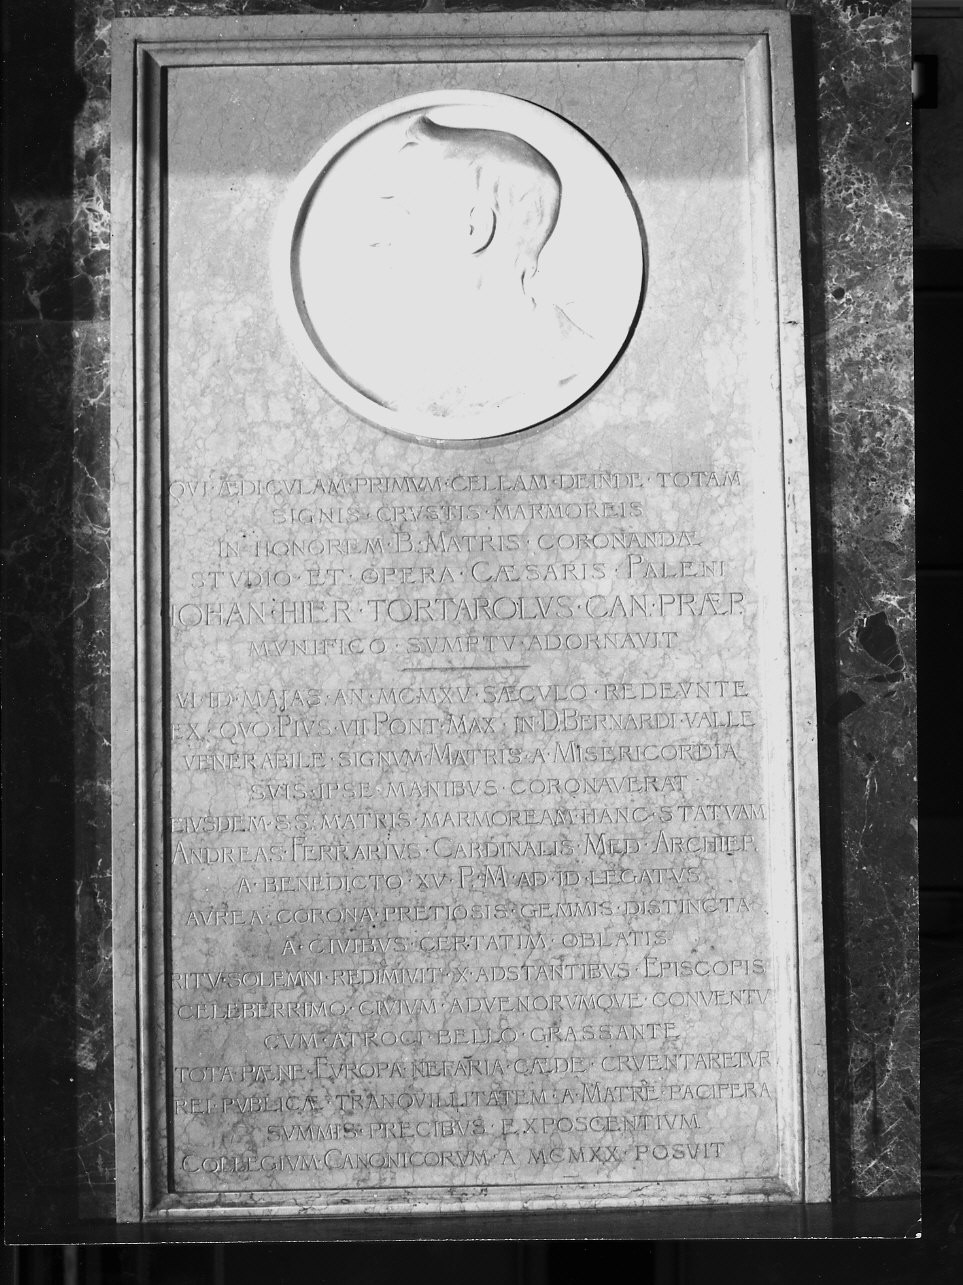 QVI·ÆDICVLAM·PRIMVM·CELLAM·DEINDE·TOTAM
SIGNIS·CRVSTIS·MARMOREIS
IN·HONOREM·B·MATRIS·CORONANDÆ
STVDIO·ET·OPERA·CÆSARIS·PALENI
IOHAN·HIER·TORTAROLVS·CAN·PRÆP
MVNIFICO·SVMPTV·ADORNAVIT
VI·ID·MAJAS·AN·MCMXV·SÆCVLO·REDEVNTE
EX·QVO·PIVS·VII·PONT·MAX·IN·D·BERNARDI·VALLE
VENERABILE·SIGNVM·MATRIS·A·MISERICORDIA
SVIS·IPSE·MANIBVS·CORONAVERAT
EIVSDEM·SS·MATRIS·MARMOREAM·HANC·STATVAM
ANDREAS·FERRARIVS·CARDINALIS·MED·ARCHIEP
A·BENEDICTO·XV·P·M·AD·ID·LEGATVS
AVREA·CORONA·PRETIOSIS·GEMMIS·DISTINCTA
A·CIVIBVS·CERTATIM·OBLATIS
RITV·SOLEMNI·REDIMIVIT·X·ADSTANTIBVS·EPISCOPIS
CELEBERRIMO·CIVIVM·ADVENORVMQVE·CONVENTV
CVM·ATROCI·BELLO·GRASSANTE
TOTA·PÆNE·EVROPA·NEFARIA·CÆDE·CRVENTARETVR
REI·PVBLICÆ·TRANQVILLITATEM·A·MATRE·PACIFERA
SVMMIS·PRECIBVS·EXPOSCENTIVM
COLLEGIVM·CANONICORVM·A·MCMXX·POSVIT